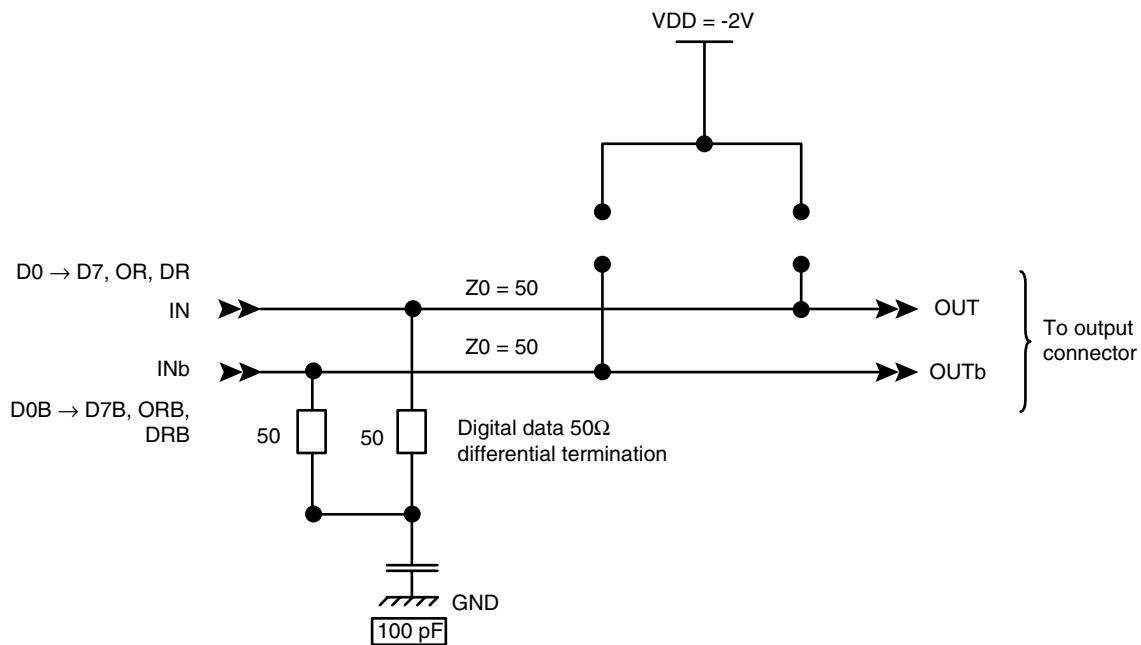 VDD = -2V
D0 → D7, OR, DR
IN
Z0 = 50
OUT
INb
Z0 = 50
OUTb
To output
connector
D0B → D7B, ORB,
DRB
50
50
Digital data 50Ω
differential termination
GND
100 pF